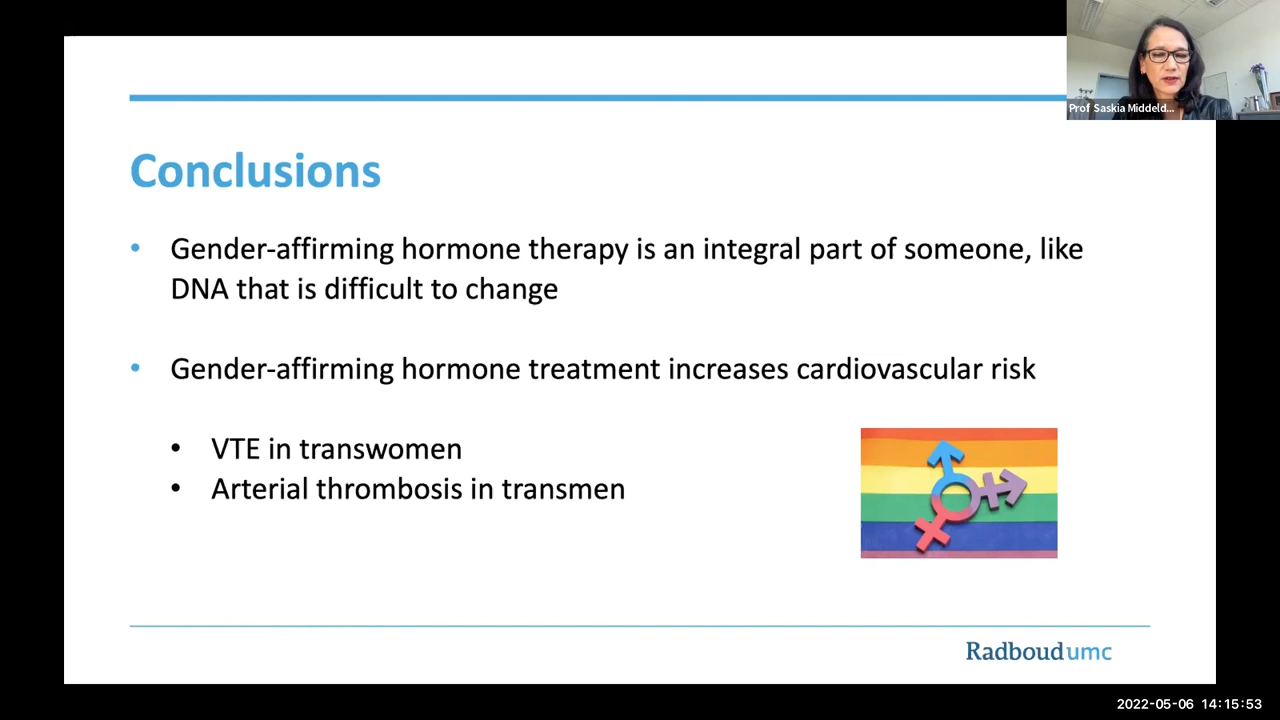 Prof Saskia Middeld...
Conclusions
• Gender-affirming hormone therapy is an integral part of someone, like
DNA that is difficult to change
• Gender-affirming hormone treatment increases cardiovascular risk
• VTE in transwomen
• Arterial thrombosis in transmen
Radboudumc
2022-05-06 14:15:53